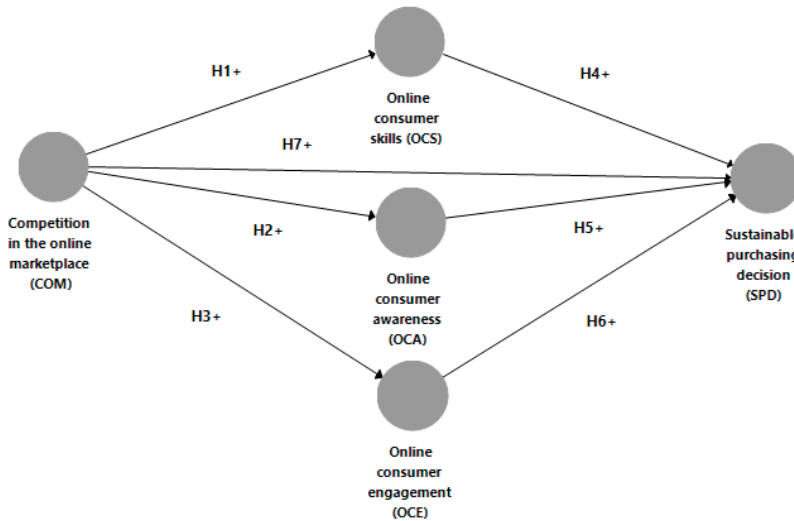 H1+
H4+
Online
consumer
skills (OCS)
H7+
Competition
in the online
marketplace
(COM)
H2+
H5+
Sustainable
purchasing
decision
(SPD)
Online
consumer
awareness
(OCA)
H3+
H6+
Online
consumer
engagement
(OCE)